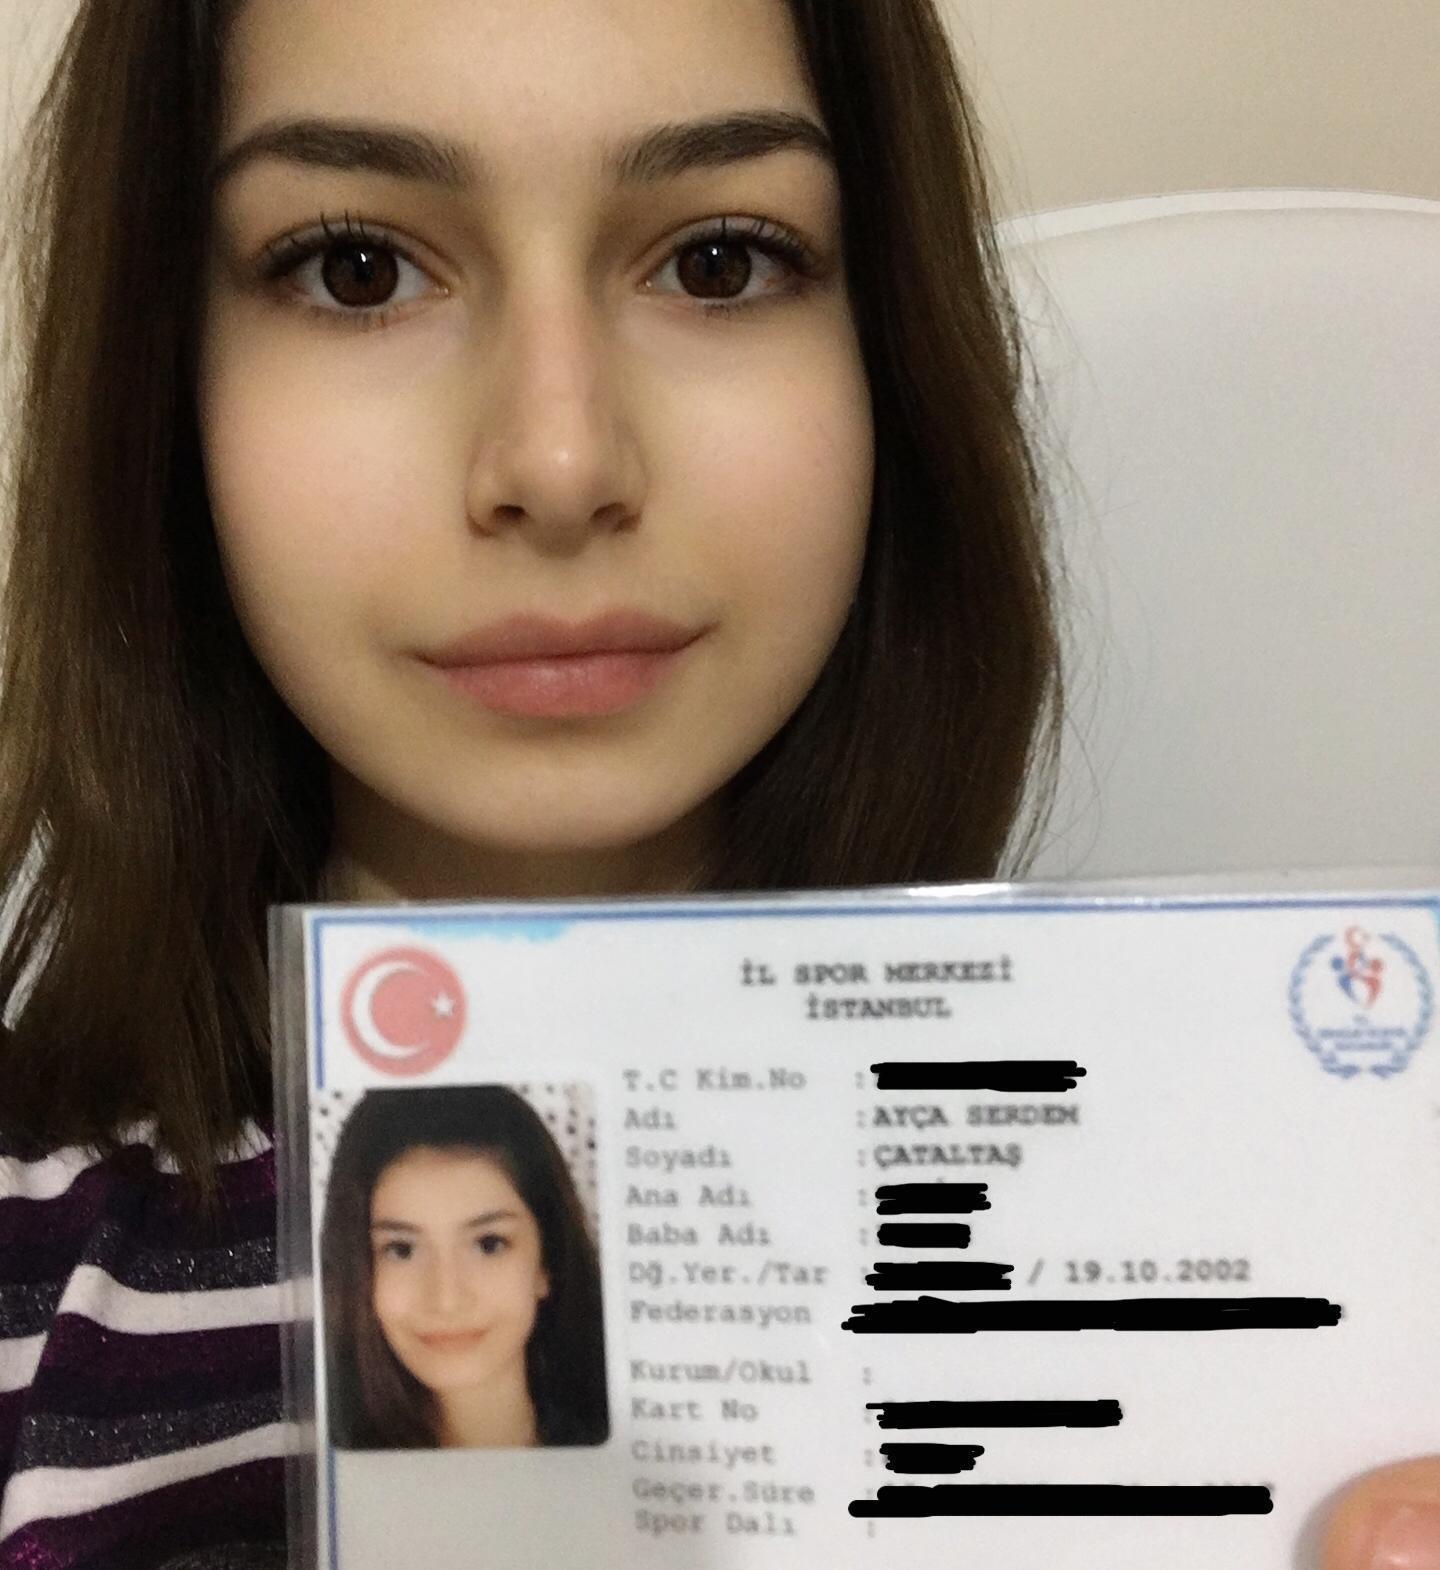 İL SPOR MERKEZİ
İSTANBUL
T.C Kim.No :
Adı : AYÇA SERDEM
Soyadı : ÇATALTAŞ
Ana Adı :
Baba Adı :
Dğ.Yer./Tar : / 19.10.2002
Federasyon
Kurum/Okul :
Kart No :
Cinsiyet :
Geçer.Süre :
Spor Dalı :